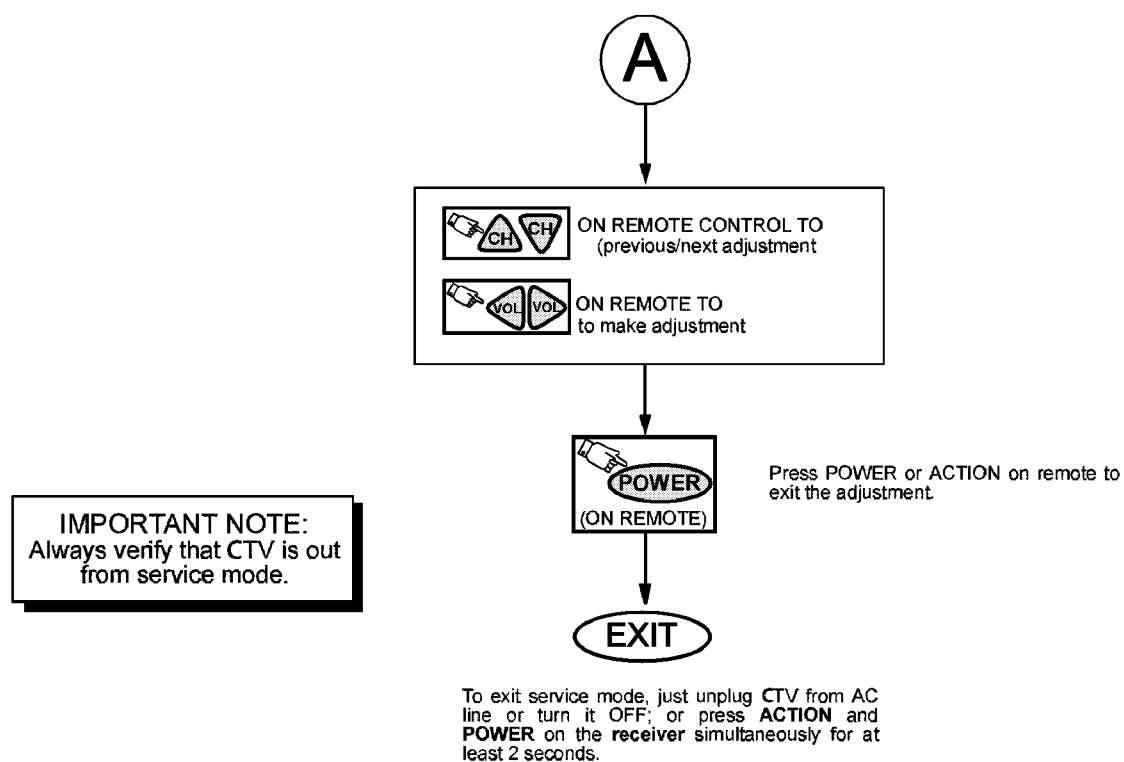 A
CH CH ON REMOTE CONTROL TO
(previous/next adjustment
VOL VOL ON REMOTE TO
to make adjustment
POWER
(ON REMOTE)
Press POWER or ACTION on remote to
exit the adjustment.
IMPORTANT NOTE:
Always verify that CTV is out
from service mode.
EXIT
To exit service mode, just unplug CTV from AC
line or turn it OFF; or press ACTION and
POWER on the receiver simultaneously for at
least 2 seconds.